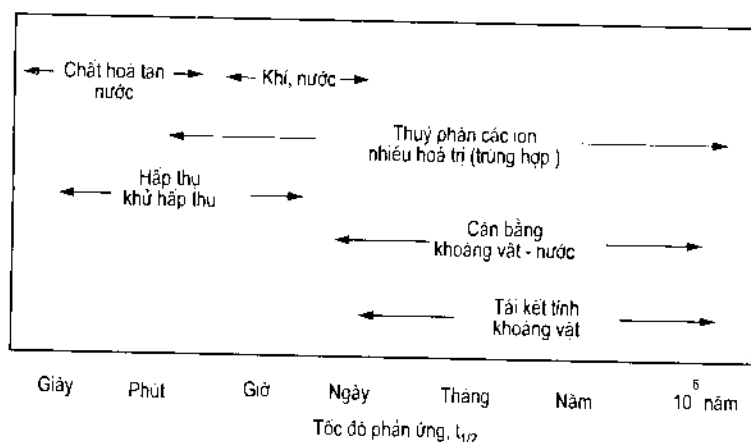 Chất hoà tan
nước
Khí, nước
Thuỷ phân các ion
nhiều hoá trị (trùng hợp )
Hấp thụ
khử hấp thu
Cân bằng
khoáng vật - nước
Tái kết tinh
khoáng vật
Giây Phút Giờ Ngày Tháng Năm 10^6 năm
Tốc độ phản ứng, t1/2